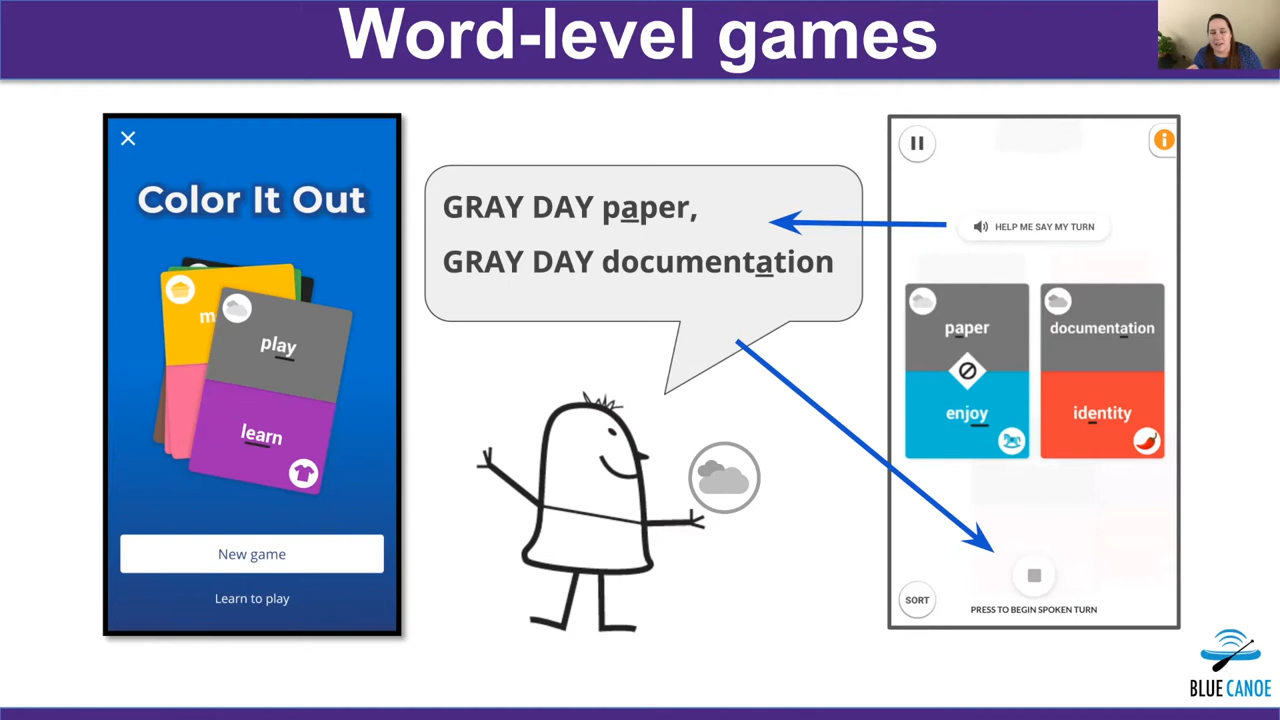 Word-level games
Color It Out
m
play
learn
New game
Learn to play
GRAY DAY paper,
GRAY DAY documentation
i
HELP ME SAY MY TURN
paper
enjoy
documentation
identity
SORT
PRESS TO BEGIN SPOKEN TURN
BLUE CANOE